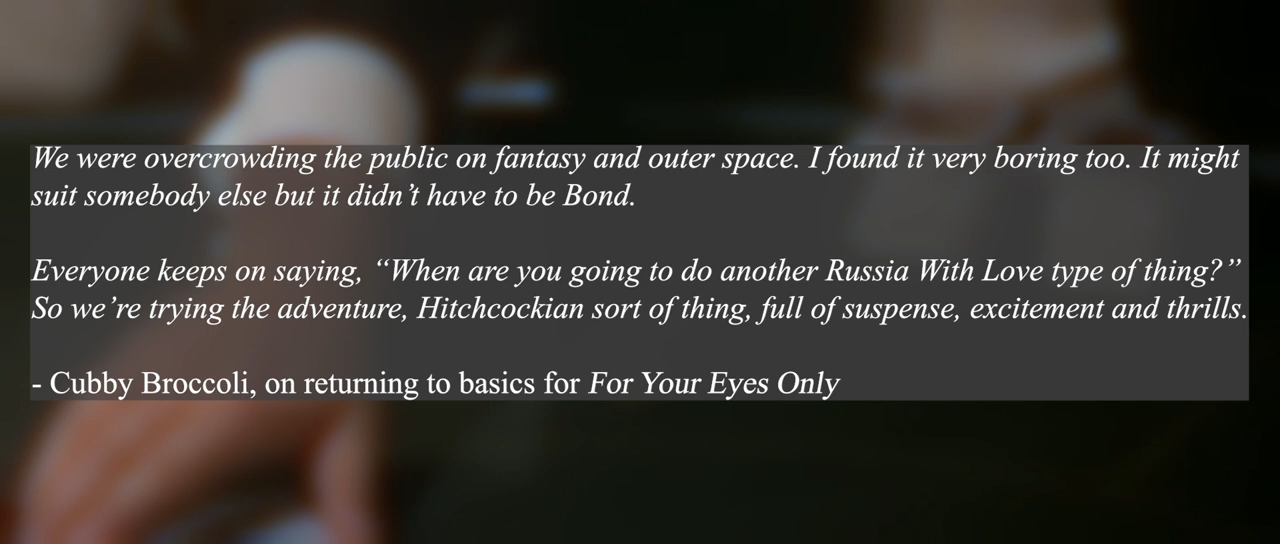 We were overcrowding the public on fantasy and outer space. I found it very boring too. It might
suit somebody else but it didn’t have to be Bond.
Everyone keeps on saying, “When are you going to do another Russia With Love type of thing?”
So we’re trying the adventure, Hitchcockian sort of thing, full of suspense, excitement and thrills.
- Cubby Broccoli, on returning to basics for For Your Eyes Only